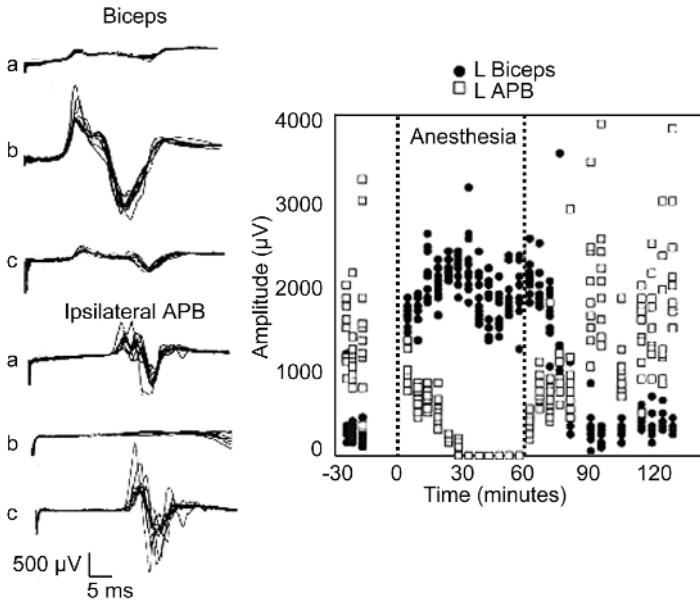 Biceps
a
b
c
Ipsilateral APB
a
b
c
500 µV
5 ms
L Biceps
L APB
Anesthesia
4000
3000
2000
1000
0
Amplitude (µV)
-30 0 30 60 90 120
Time (minutes)